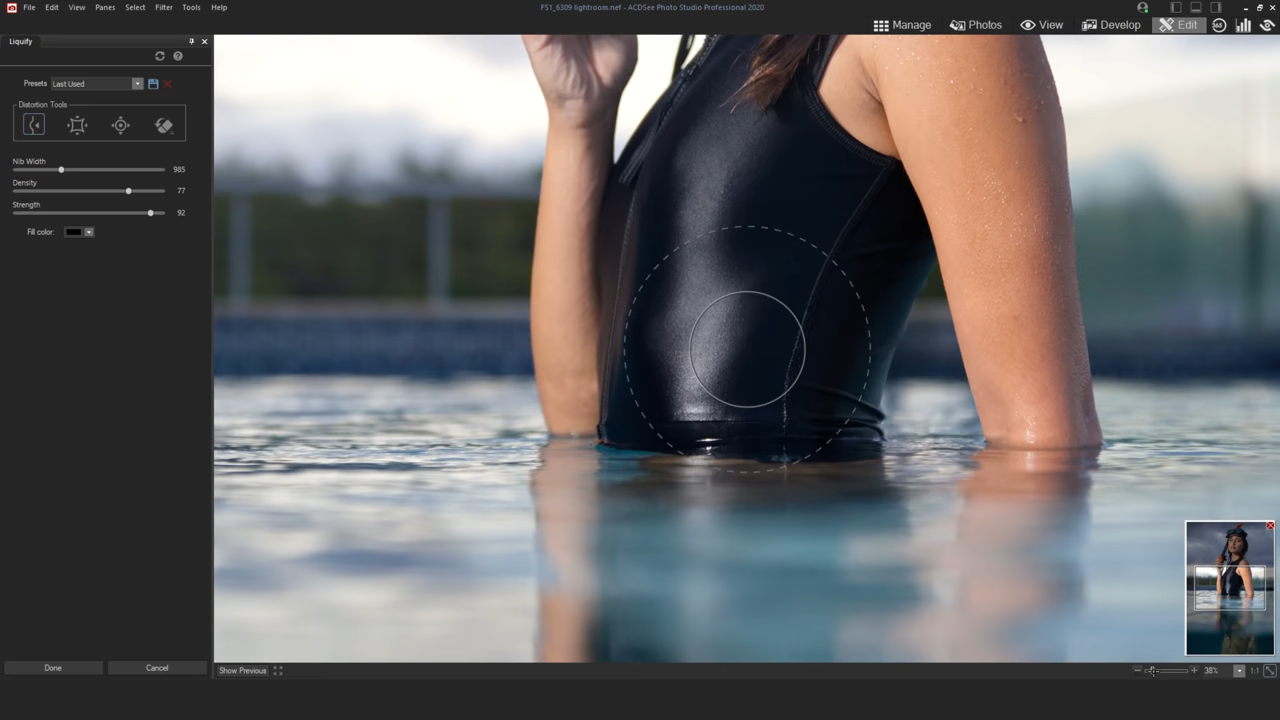 File Edit View Panes Select Filter Tools Help
FS1_6309 lightroom.nef - ACDSee Photo Studio Professional 2020
Manage Photos View Develop Edit 365
Liquify
Presets Last Used
Distortion Tools
Nib Width
985
Density
77
Strength
92
Fill color:
Done Cancel
Show Previous
38% 1:1